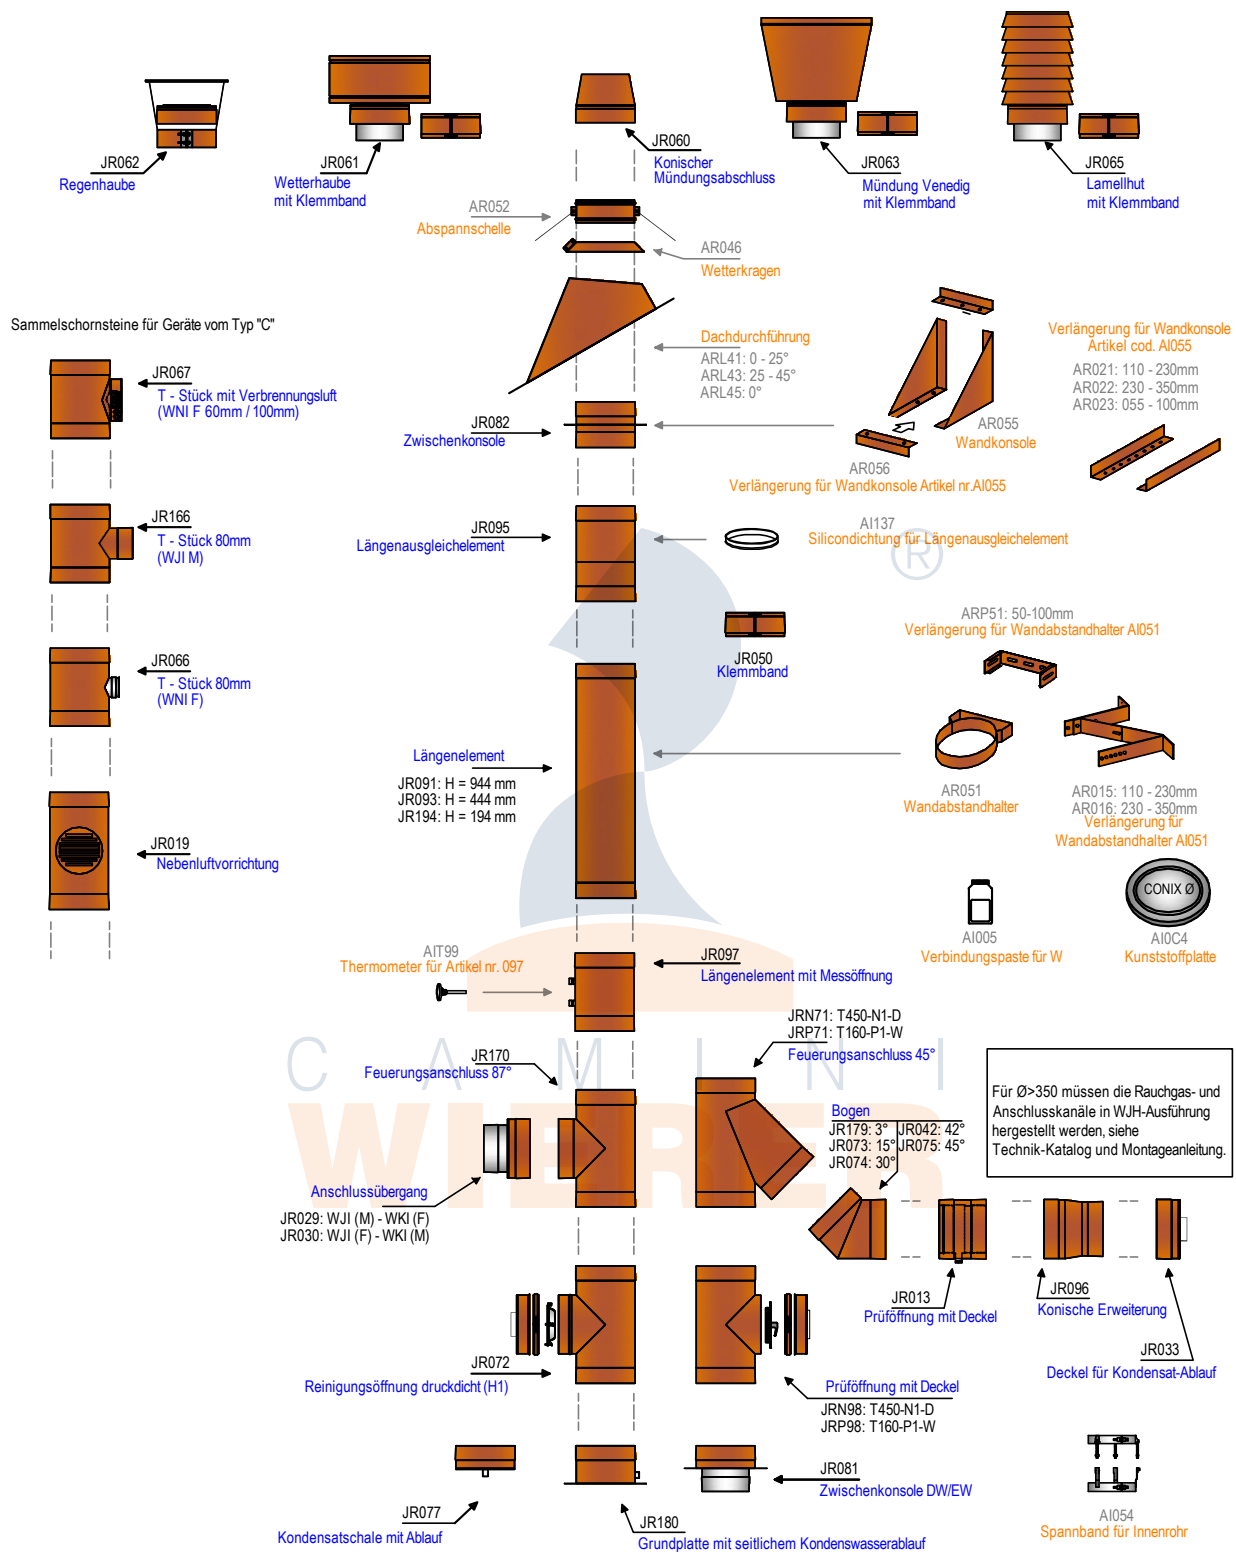 JR062
Regenhaube
JR061
Wetterhaube
mit Klemmband
JR060
Konischer
Mündungsabschluss
JR063
Mündung Venedig
mit Klemmband
JR065
Lamellhut
mit Klemmband
AR052
Abspannschelle
AR046
Wetterkragen
Sammelschornsteine für Geräte vom Typ "C"
Dachdurchführung
ARL41: 0 - 25°
ARL43: 25 - 45°
ARL45: 0°
Verlängerung für Wandkonsole
Artikel cod. AI055
AR021: 110 - 230mm
AR022: 230 - 350mm
AR023: 055 - 100mm
JR067
T - Stück mit Verbrennungsluft
(WNI F 60mm / 100mm)
JR082
Zwischenkonsole
AR055
Wandkonsole
AR056
Verlängerung für Wandkonsole Artikel nr.AI055
JR166
T - Stück 80mm
(WJI M)
JR095
Längenausgleichelement
AI137
Silicondichtung für Längenausgleichelement
®
ARP51: 50-100mm
Verlängerung für Wandabstandhalter AI051
JR050
Klemmband
JR066
T - Stück 80mm
(WNI F)
Längenelement
JR091: H = 944 mm
JR093: H = 444 mm
JR194: H = 194 mm
AR051
Wandabstandhalter
AR015: 110 - 230mm
AR016: 230 - 350mm
Verlängerung für
Wandabstandhalter AI051
JR019
Nebenluftvorrichtung
CONIX Ø
AI005
Verbindungspaste für W
AI0C4
Kunststoffplatte
AIT99
Thermometer für Artikel nr. 097
JR097
Längenelement mit Messöffnung
JRN71: T450-N1-D
JRP71: T160-P1-W
Feuerungsanschluss 45°
JR170
Feuerungsanschluss 87°
CAMINI
WIERER
Für Ø>350 müssen die Rauchgas- und
Anschlusskanäle in WJH-Ausführung
hergestellt werden, siehe
Technik-Katalog und Montageanleitung.
Bogen
JR179: 3° JR042: 42°
JR073: 15° JR075: 45°
JR074: 30°
Anschlussübergang
JR029: WJI (M) - WKI (F)
JR030: WJI (F) - WKI (M)
JR013
Prüföffnung mit Deckel
JR096
Konische Erweiterung
JR033
Deckel für Kondensat-Ablauf
JR072
Reinigungsöffnung druckdicht (H1)
Prüföffnung mit Deckel
JRN98: T450-N1-D
JRP98: T160-P1-W
JR081
Zwischenkonsole DW/EW
JR077
Kondensatschale mit Ablauf
JR180
Grundplatte mit seitlichem Kondenswasserablauf
AI054
Spannband für Innenrohr